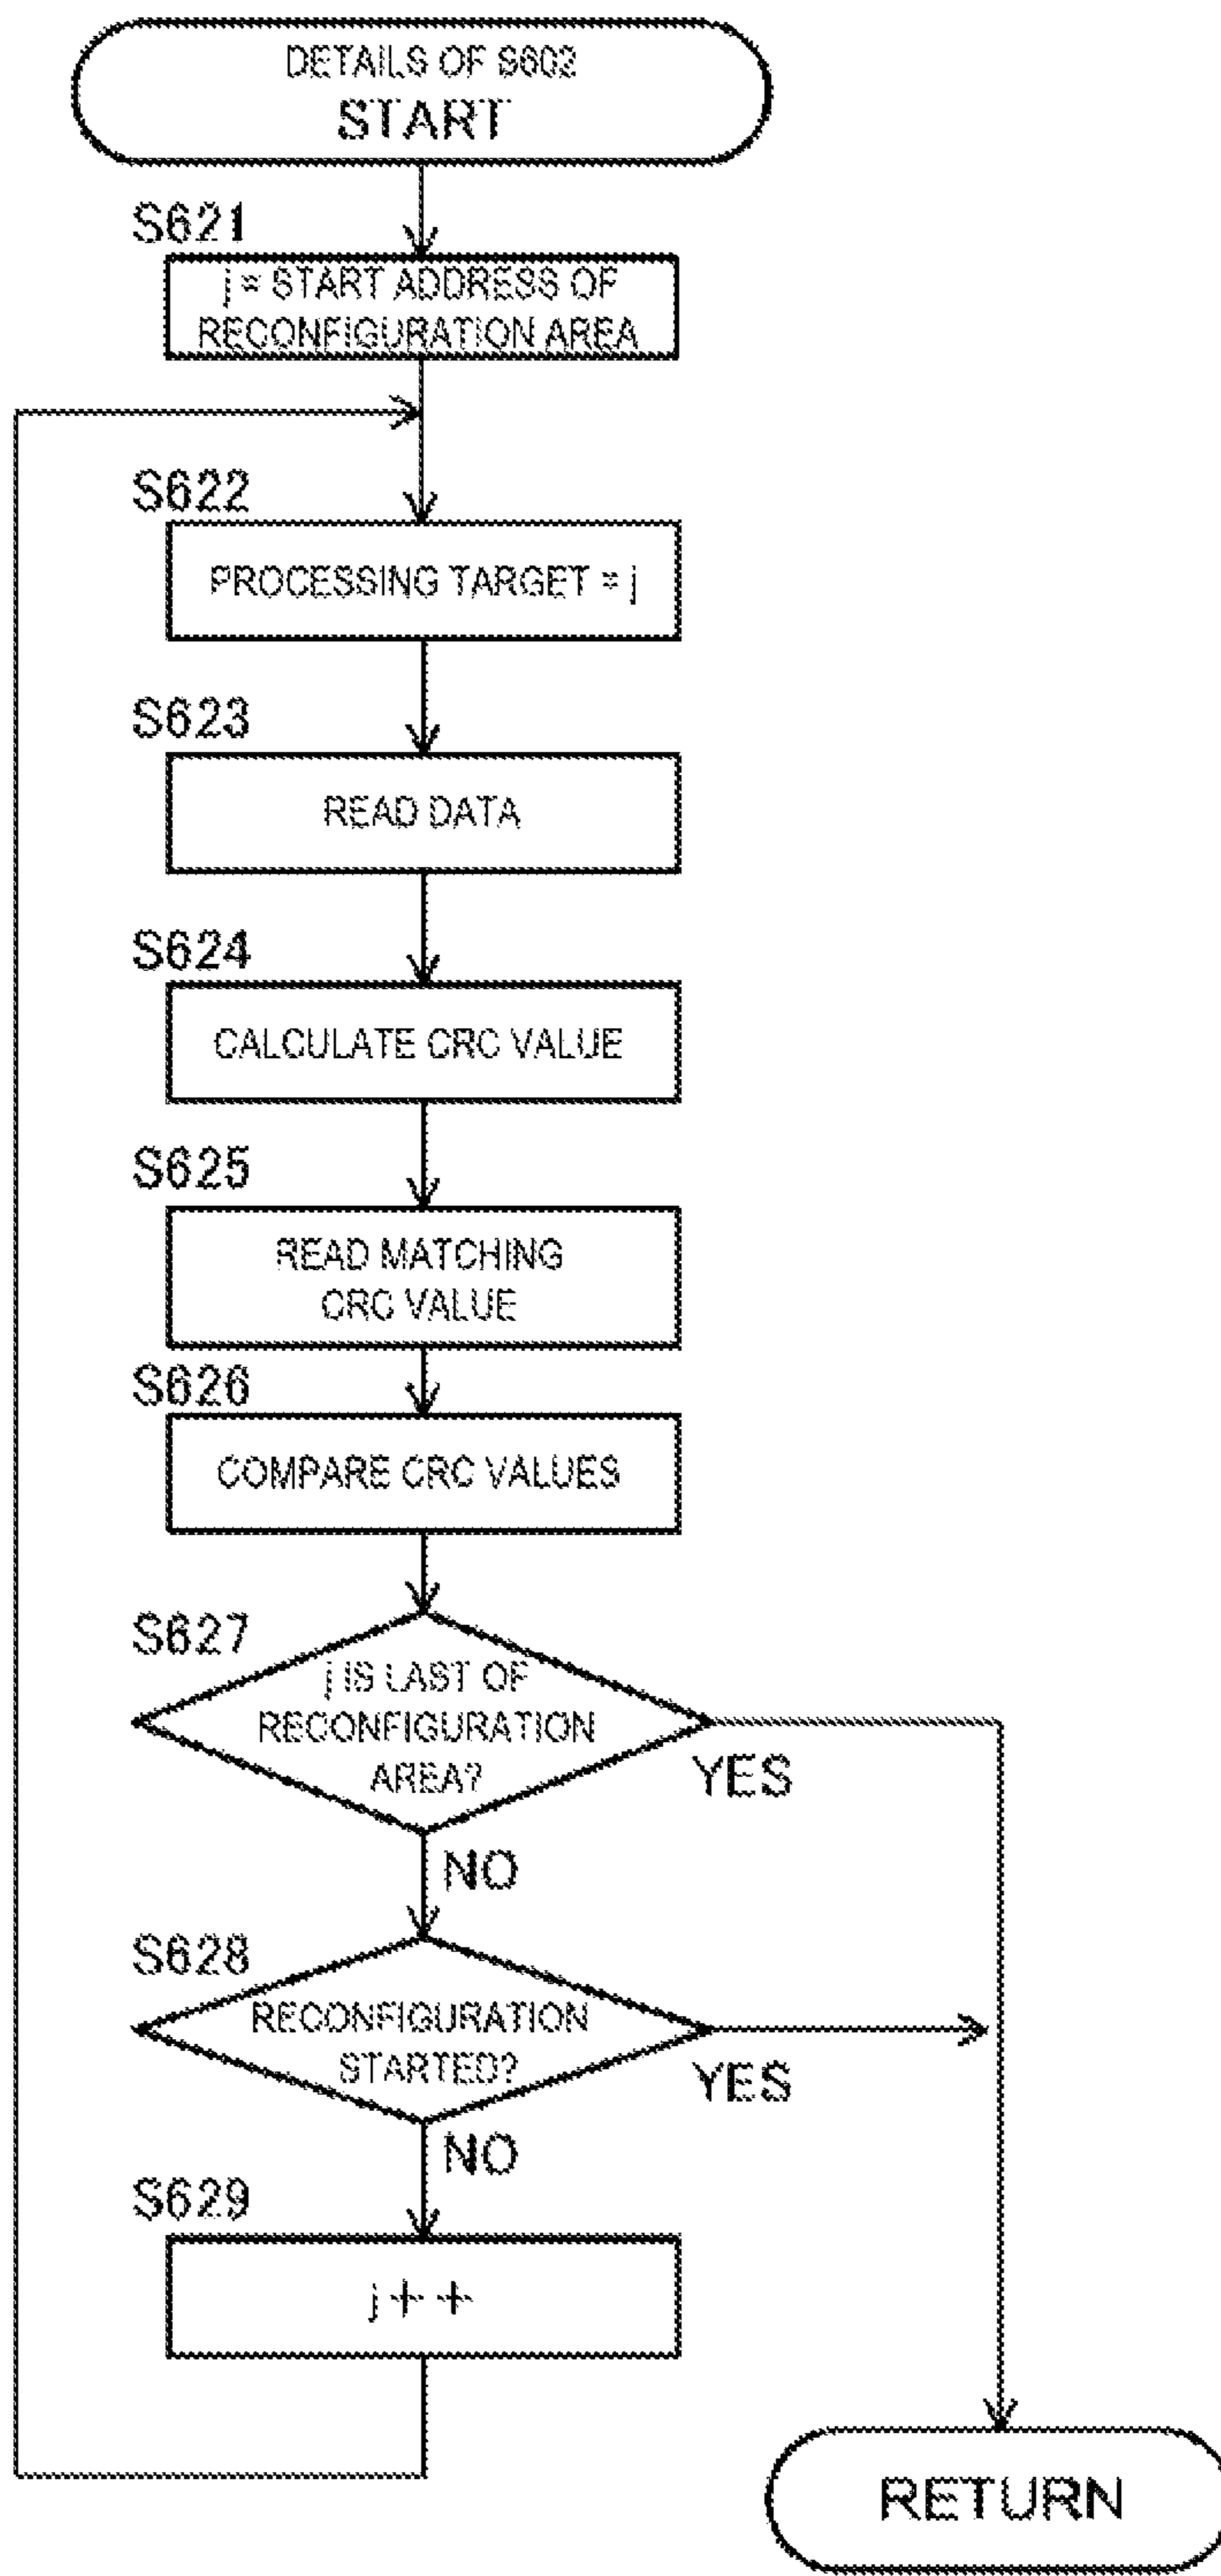 DETAILS OF S602
START
S621
j = START ADDRESS OF
RECONFIGURATION AREA
S622
PROCESSING TARGET = j
S623
READ DATA
S624
CALCULATE CRC VALUE
S625
READ MATCHING
CRC VALUE
S626
COMPARE CRC VALUES
S627
j IS LAST OF
RECONFIGURATION
AREA?
YES
NO
S628
RECONFIGURATION
STARTED?
YES
NO
S629
j + +
RETURN